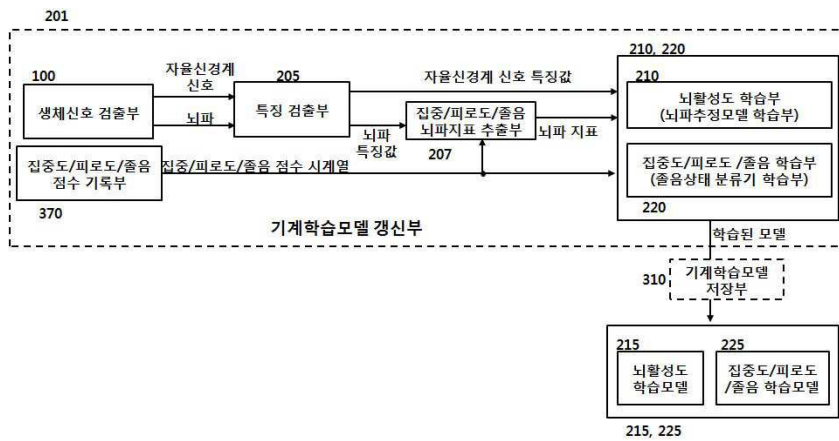 201
210, 220
100
자율신경계
신호
205
자율신경계 신호 특징값
210
생체신호 검출부
뇌파
특징 검출부
집중/피로도/졸음
뇌파지표 추출부
뇌활성도 학습부
(뇌파추정모델 학습부)
뇌파
특징값
뇌파 지표
207
집중도/피로도/졸음
점수 기록부
집중/피로도/졸음 점수 시계열
집중도/피로도 /졸음 학습부
(졸음상태 분류기 학습부)
370
220
기계학습모델 갱신부
학습된 모델
310
기계학습모델
저장부
215
225
뇌활성도
학습모델
집중도/피로도
/졸음 학습모델
215, 225